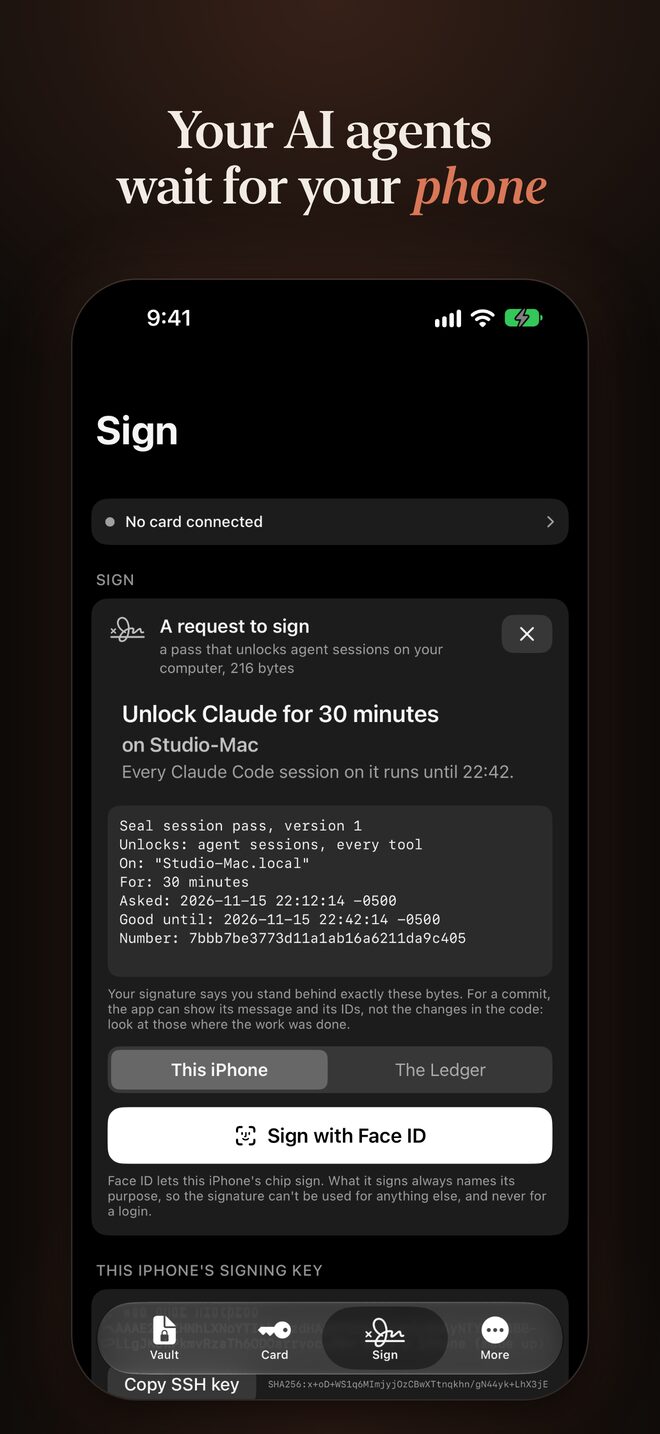 Your AI agents
wait for your phone
9:41
Sign
No card connected
SIGN
A request to sign
a pass that unlocks agent sessions on your
computer, 216 bytes
Unlock Claude for 30 minutes
on Studio-Mac
Every Claude Code session on it runs until 22:42.
Seal session pass, version 1
Unlocks: agent sessions, every tool
On: "Studio-Mac.local"
For: 30 minutes
Asked: 2026-11-15 22:12:14 -0500
Good until: 2026-11-15 22:42:14 -0500
Number: 7bbb7be3773d11a1ab16a6211da9c405
Your signature says you stand behind exactly these bytes. For a commit,
the app can show its message and its IDs, not the changes in the code:
look at those where the work was done.
This iPhone
The Ledger
Sign with Face ID
Face ID lets this iPhone's chip sign. What it signs always names its
purpose, so the signature can't be used for anything else, and never for
a login.
THIS IPHONE'S SIGNING KEY
Vault
Card
Sign
More
Copy SSH key
SHA256:x+oD+WS1q6MImjyjOzCBwXTtnqkhn/gN44yk+LhX3jE